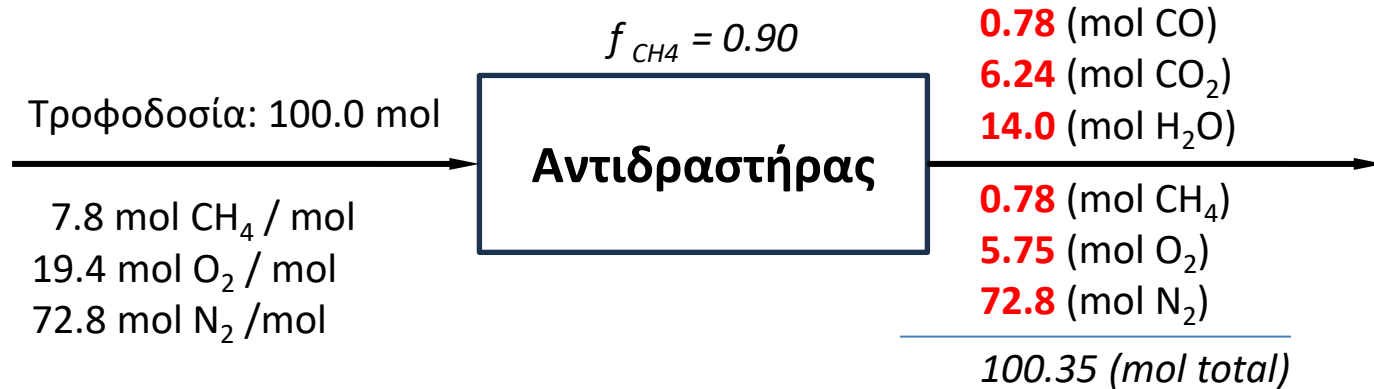 f CH4 = 0.90
Τροφοδοσία: 100.0 mol
7.8 mol CH₄ / mol
19.4 mol O₂ / mol
72.8 mol N₂ /mol
Αντιδραστήρας
0.78 (mol CO)
6.24 (mol CO₂)
14.0 (mol H₂O)
0.78 (mol CH₄)
5.75 (mol O₂)
72.8 (mol N₂)
100.35 (mol total)